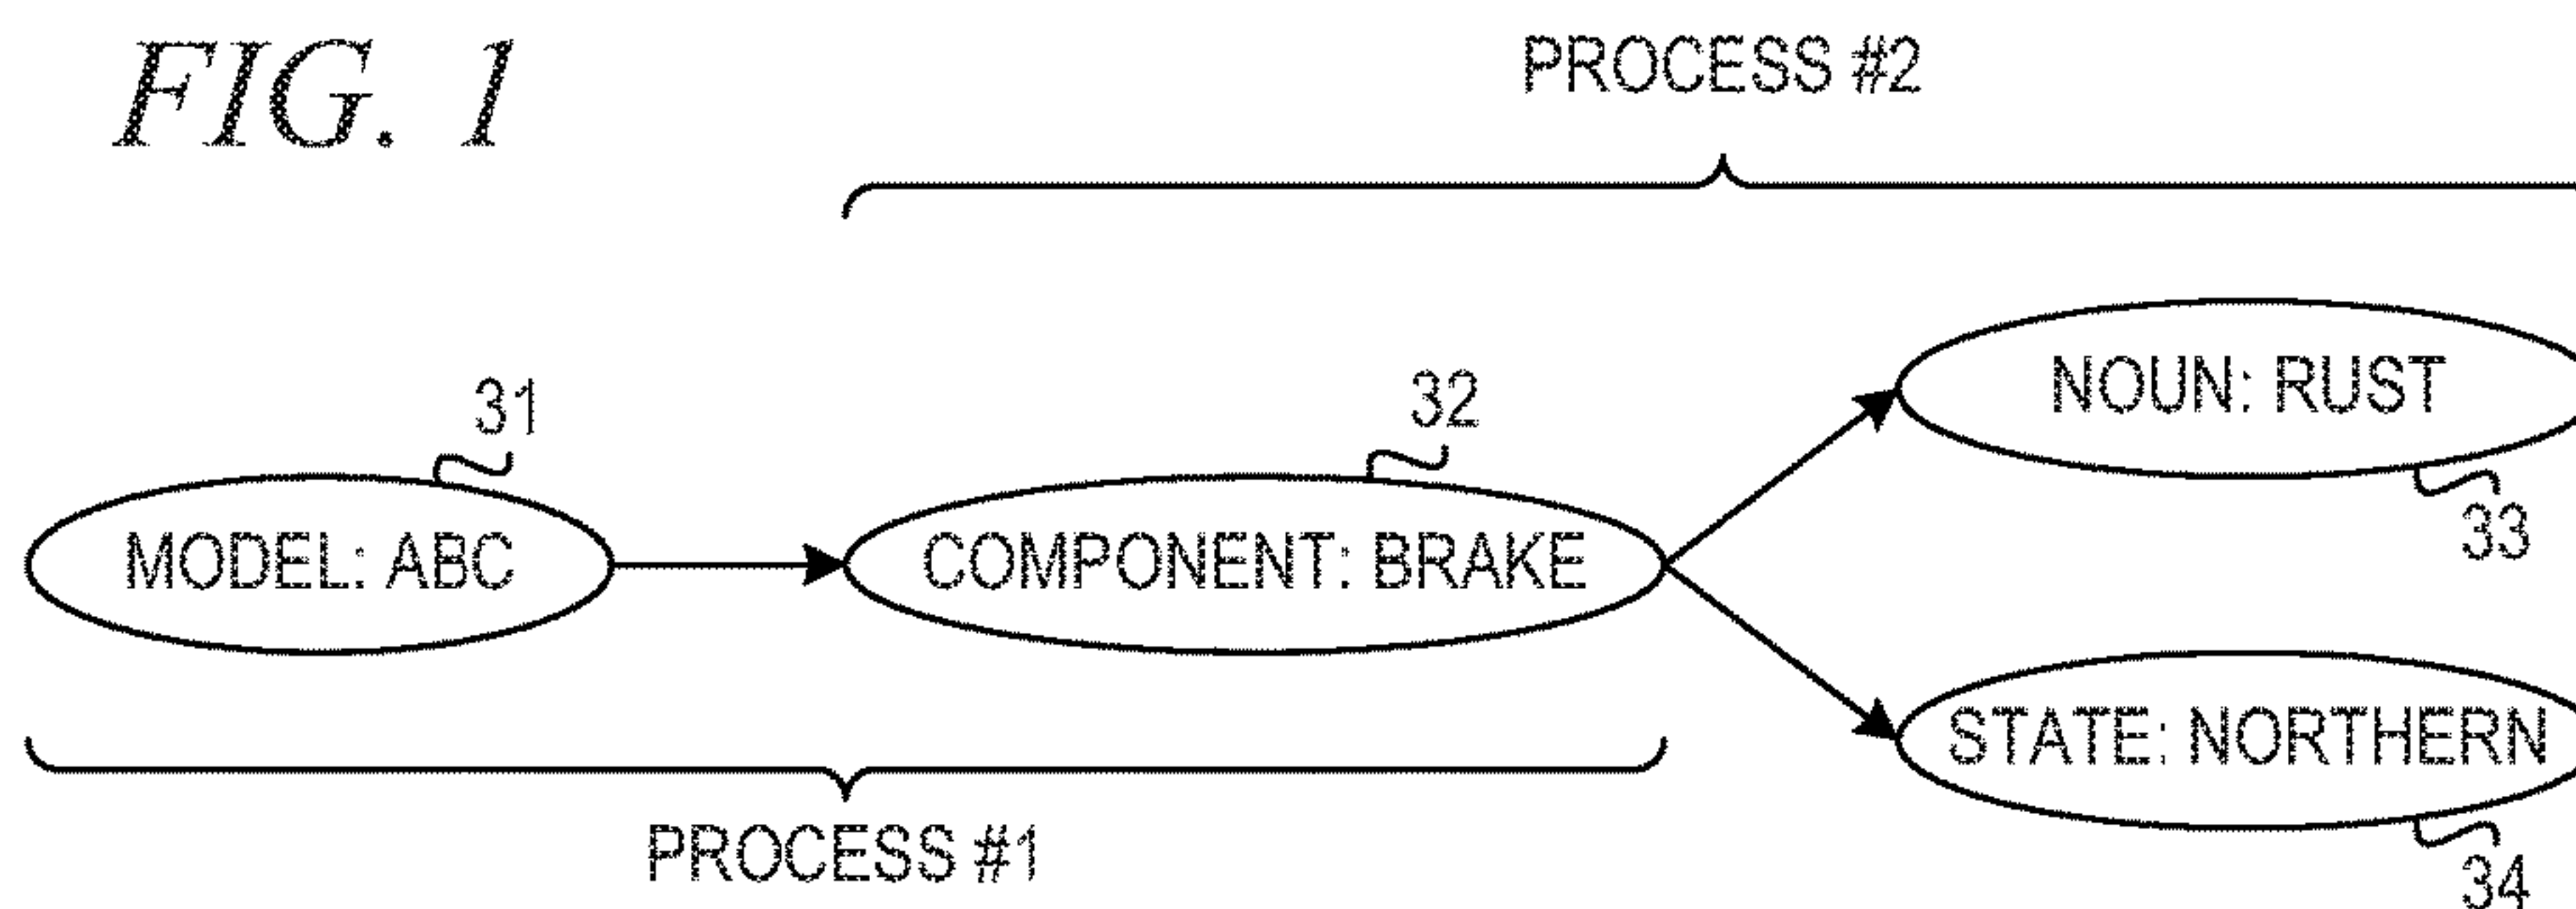 FIG. 1
PROCESS #2
31
32
NOUN: RUST
33
MODEL: ABC
COMPONENT: BRAKE
STATE: NORTHERN
34
PROCESS #1